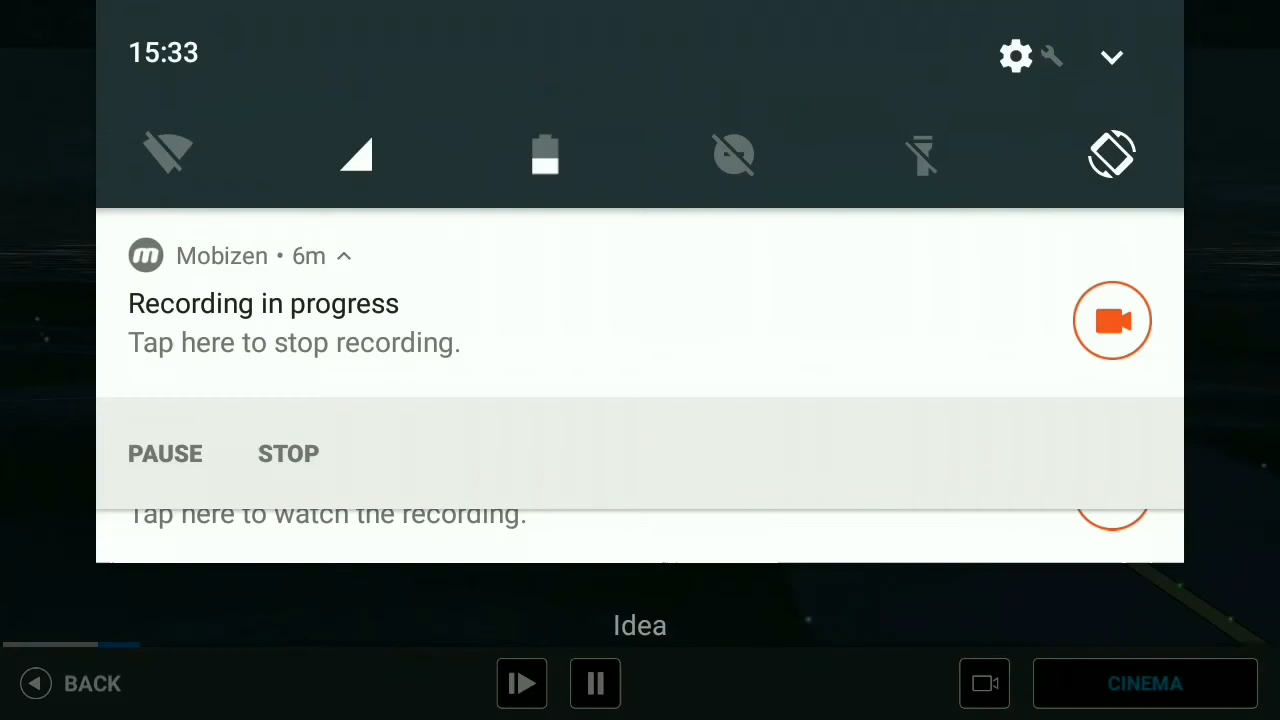 15:33
Mobizen • 6m
Recording in progress
Tap here to stop recording.
PAUSE STOP
Tap here to watch the recording.
Idea
BACK
CINEMA